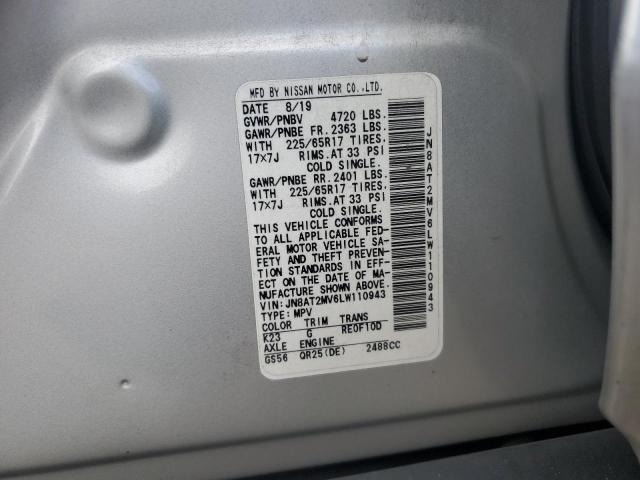 MFD BY NISSAN MOTOR CO.,LTD.
DATE 8/19
GVWR/PNBV 4720 LBS.
GAWR/PNBE FR. 2363 LBS.
WITH 225/65R17 TIRES.
17×7J RIMS.AT 33 PSI
COLD SINGLE.
GAWR/PNBE RR. 2401 LBS.
WITH 225/65R17 TIRES.
17×7J RIMS.AT 33 PSI
COLD SINGLE.
THIS VEHICLE CONFORMS
TO ALL APPLICABLE FED-
ERAL MOTOR VEHICLE SA-
FETY AND THEFT PREVEN-
TION STANDARDS IN EFF-
ECT ON THE DATE OF MA-
NUFACTURE SHOWN ABOVE.
VIN: JN8AT2MV6LW110943
TYPE: MPV
COLOR TRIM TRANS
K23 G RE0F10D
AXLE ENGINE
GS56 QR25(DE) 2488CC
JN8AT2MV6LW110943